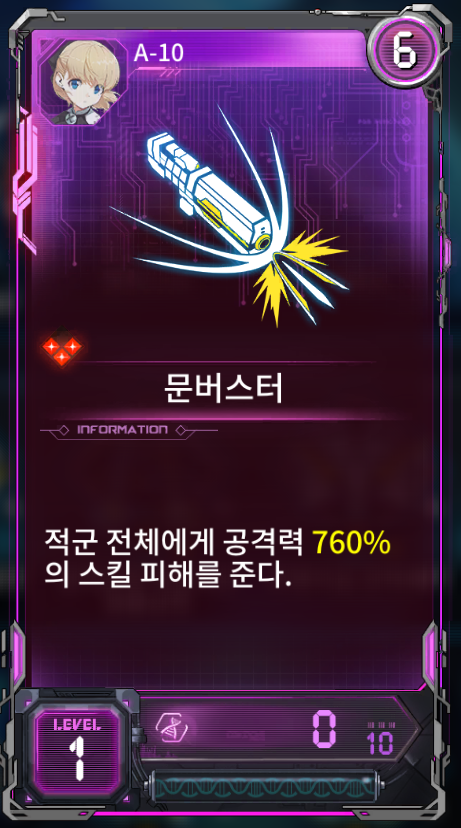 A-10
6
문버스터
INFORMATION
적군 전체에게 공격력 760%
의 스킬 피해를 준다.
LEVEL
1
0
10